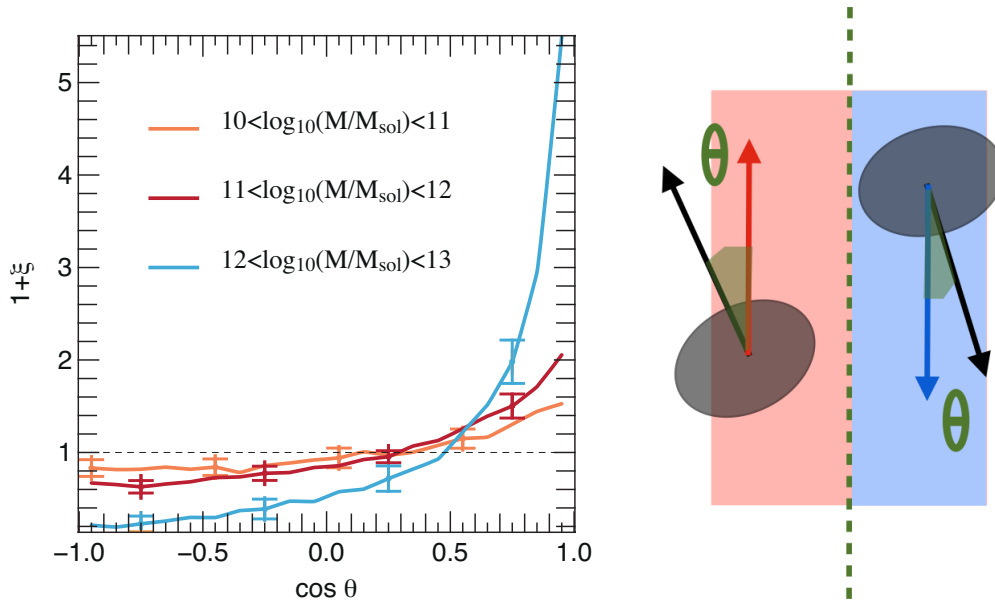 5
4
3
2
1
1+ξ
10<log₁₀(M/Mₛₒₗ)<11
11<log₁₀(M/Mₛₒₗ)<12
12<log₁₀(M/Mₛₒₗ)<13
−1.0 −0.5 0.0 0.5 1.0
cos θ
θ
θ